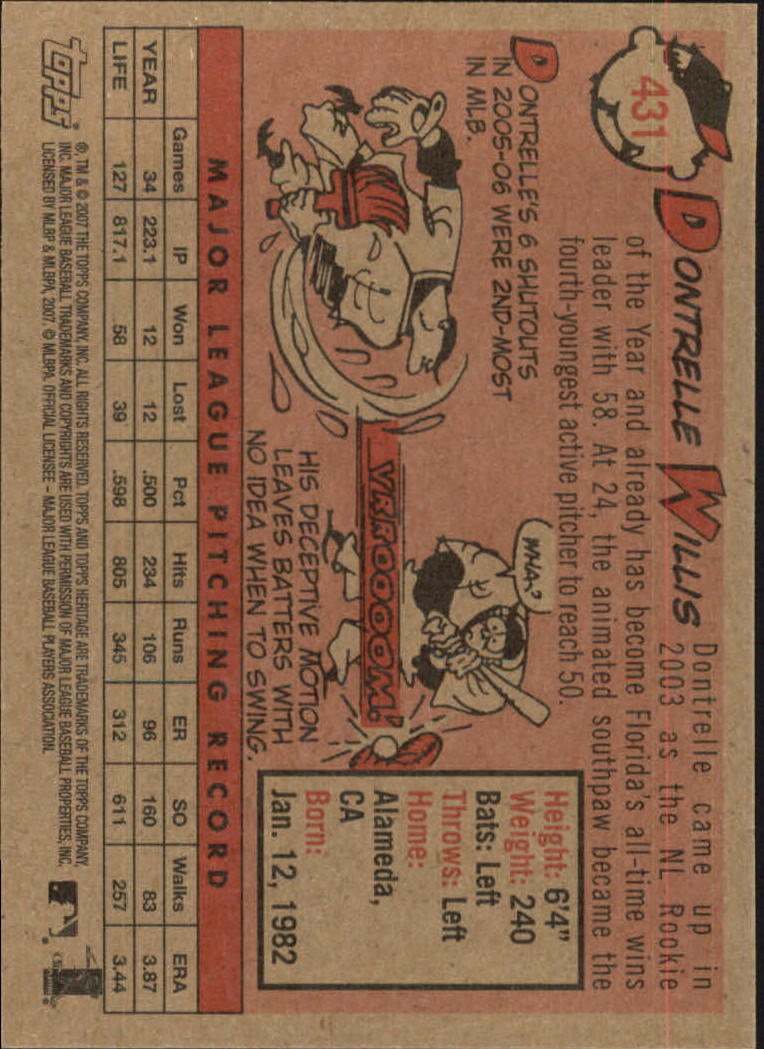 431
DONTRELLE WILLIS
Dontrelle came up in
2003 as the NL Rookie
of the Year and already has become Florida's all-time wins
leader with 58. At 24, the animated southpaw became the
fourth-youngest active pitcher to reach 50.
DONTRELLE'S 6 SHUTOUTS
IN 2005-06 WERE 2ND-MOST
IN MLB.
WHA?
VRROOOOOM!
HIS DECEPTIVE MOTION
LEAVES BATTERS WITH
NO IDEA WHEN TO SWING.
Height: 6'4"
Weight: 240
Bats: Left
Throws: Left
Home:
Alameda,
CA
Born:
Jan. 12, 1982
MAJOR LEAGUE PITCHING RECORD
Games IP Won Lost Pct Hits Runs ER SO Walks ERA
YEAR 34 223.1 12 12 .500 234 106 96 160 83 3.87
LIFE 127 817.1 58 39 .598 805 345 312 611 257 3.44
topps®
®, TM & © 2007 THE TOPPS COMPANY, INC. ALL RIGHTS RESERVED. TOPPS AND TOPPS HERITAGE ARE TRADEMARKS OF THE TOPPS COMPANY,
INC. MAJOR LEAGUE BASEBALL TRADEMARKS AND COPYRIGHTS ARE USED WITH PERMISSION OF MAJOR LEAGUE BASEBALL PROPERTIES, INC.
LICENSED BY MLBP & MLBPA, 2007. © MLBPA. OFFICIAL LICENSEE - MAJOR LEAGUE BASEBALL PLAYERS ASSOCIATION.